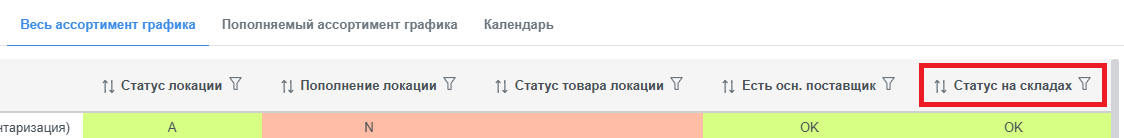 Весь ассортимент графика Пополняемый ассортимент графика Календарь
Статус локации Пополнение локации Статус товара локации Есть осн. поставщик Статус на складах
нтаризация) A N OK OK